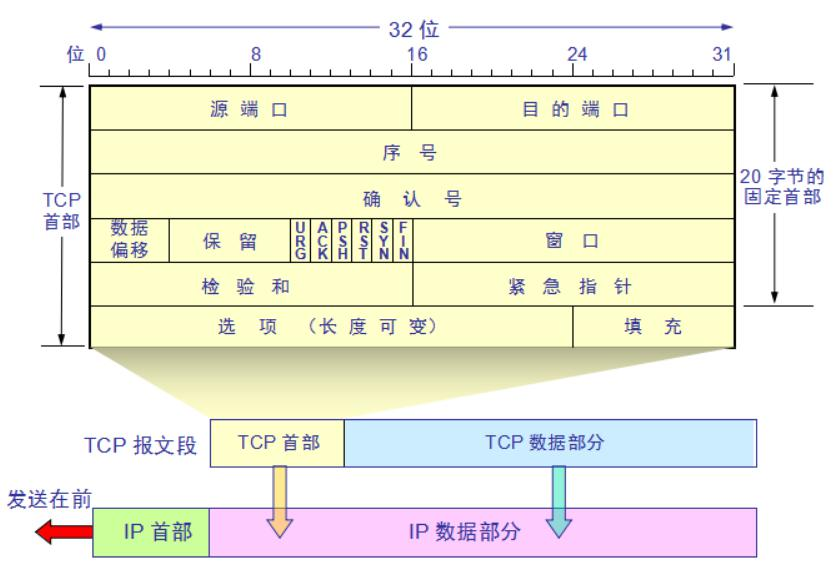 32 位
位 0 8 16 24 31
源 端 口 目 的 端 口
序 号
20 字节的
固定首部
TCP
首部
确 认 号
数据
偏移
保 留
URG
ACK
PSH
RST
SYN
FIN
窗 口
检 验 和 紧 急 指 针
选 项 （长 度 可 变） 填 充
TCP 报文段 TCP 首部 TCP 数据部分
发送在前
IP 首部 IP 数据部分